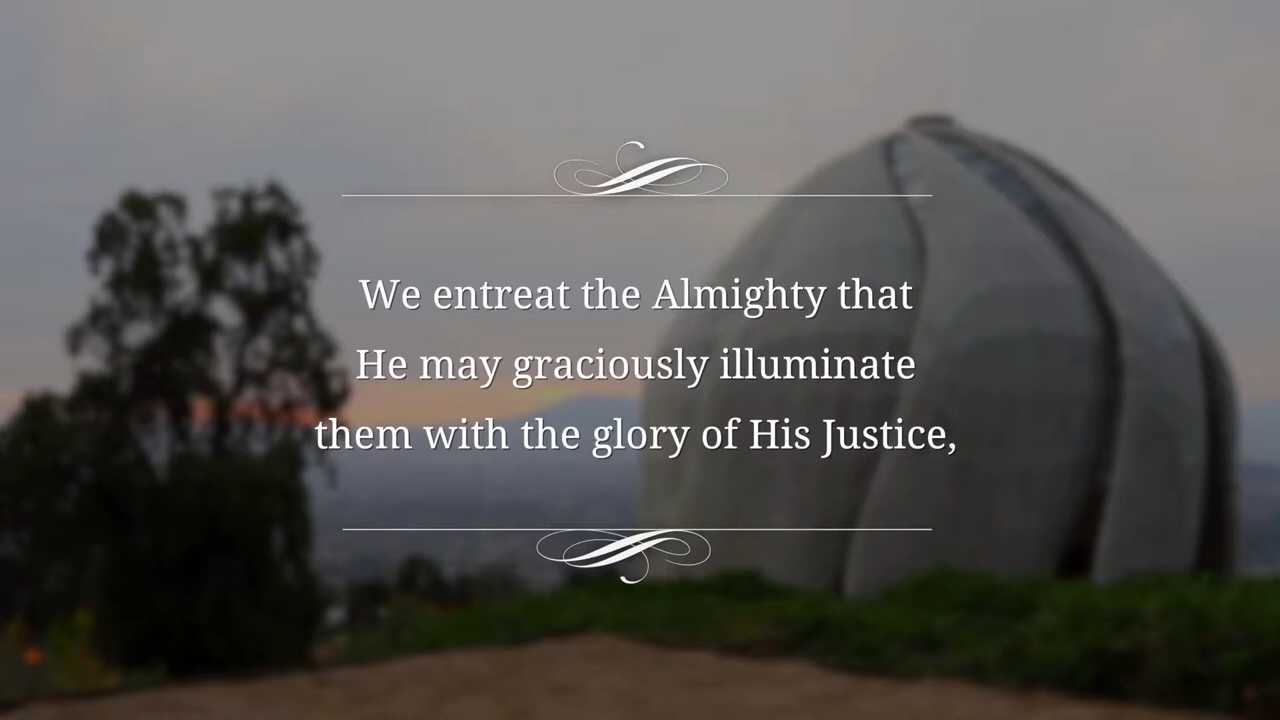 We entreat the Almighty that
He may graciously illuminate
them with the glory of His Justice,